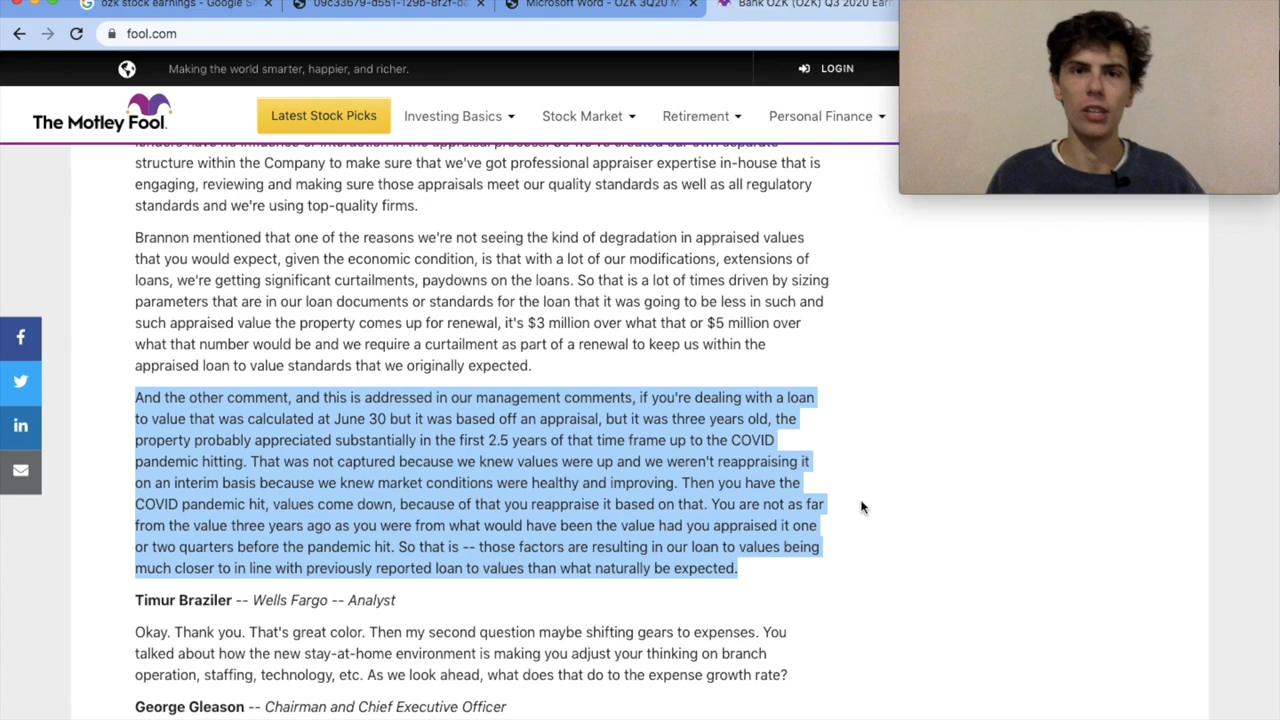 ozk stock earnings - Google S
09c33679-d551-129b-8f2f-d
Microsoft Word - OZK 3Q20 M
Bank OZK (OZK) Q3 2020 Earn
fool.com
Making the world smarter, happier, and richer.
LOGIN
The Motley Fool.
Latest Stock Picks
Investing Basics
Stock Market
Retirement
Personal Finance
lenders have no influence or interaction in the appraisal process. So we've created our own separate
structure within the Company to make sure that we've got professional appraiser expertise in-house that is
engaging, reviewing and making sure those appraisals meet our quality standards as well as all regulatory
standards and we're using top-quality firms.
Brannon mentioned that one of the reasons we're not seeing the kind of degradation in appraised values
that you would expect, given the economic condition, is that with a lot of our modifications, extensions of
loans, we're getting significant curtailments, paydowns on the loans. So that is a lot of times driven by sizing
parameters that are in our loan documents or standards for the loan that it was going to be less in such and
such appraised value the property comes up for renewal, it's $3 million over what that or $5 million over
what that number would be and we require a curtailment as part of a renewal to keep us within the
appraised loan to value standards that we originally expected.
And the other comment, and this is addressed in our management comments, if you're dealing with a loan
to value that was calculated at June 30 but it was based off an appraisal, but it was three years old, the
property probably appreciated substantially in the first 2.5 years of that time frame up to the COVID
pandemic hitting. That was not captured because we knew values were up and we weren't reappraising it
on an interim basis because we knew market conditions were healthy and improving. Then you have the
COVID pandemic hit, values come down, because of that you reappraise it based on that. You are not as far
from the value three years ago as you were from what would have been the value had you appraised it one
or two quarters before the pandemic hit. So that is -- those factors are resulting in our loan to values being
much closer to in line with previously reported loan to values than what naturally be expected.
Timur Braziler -- Wells Fargo -- Analyst
Okay. Thank you. That's great color. Then my second question maybe shifting gears to expenses. You
talked about how the new stay-at-home environment is making you adjust your thinking on branch
operation, staffing, technology, etc. As we look ahead, what does that do to the expense growth rate?
George Gleason -- Chairman and Chief Executive Officer